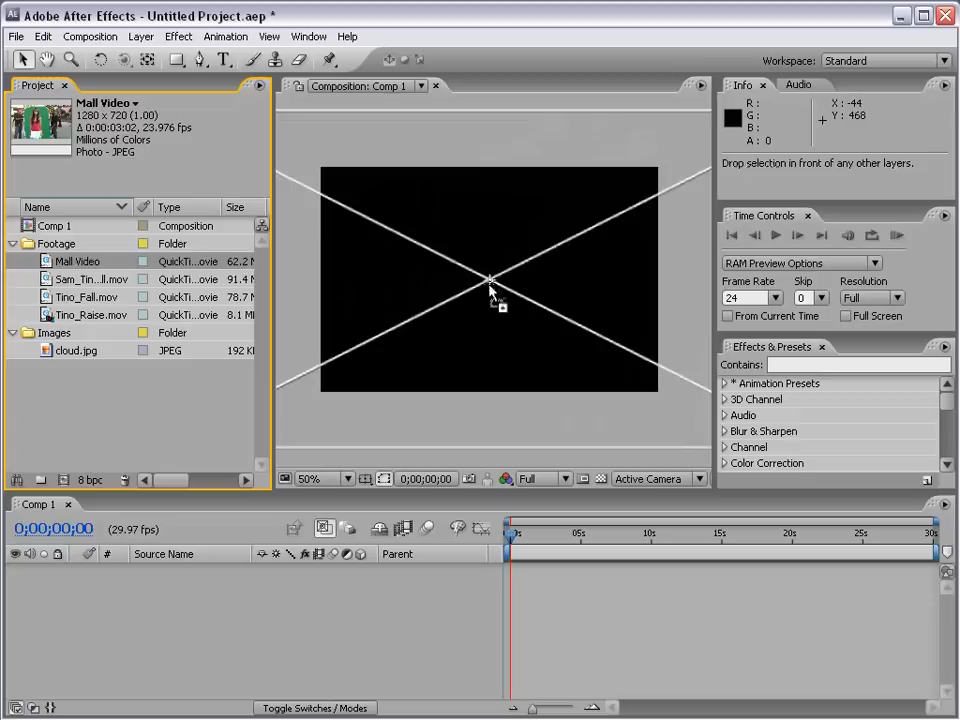 Adobe After Effects - Untitled Project.aep *
File Edit Composition Layer Effect Animation View Window Help
Workspace: Standard
Project
Mall Video
1280 x 720 (1.00)
Δ 0:00:03:02, 23.976 fps
Millions of Colors
Photo - JPEG
Name Type Size
Comp 1 Composition
Footage Folder
Mall Video QuickTi...ovie 62.2 M
Sam_Tin...ll.mov QuickTi...ovie 91.4 M
Tino_Fall.mov QuickTi...ovie 78.7 M
Tino_Raise.mov QuickTi...ovie 8.1 M
Images Folder
cloud.jpg JPEG 192 K
8 bpc
Composition: Comp 1
50% 0;00;00;00 Full Active Camera
Info Audio
R :
G :
B :
A : 0
X : -44
Y : 468
Drop selection in front of any other layers.
Time Controls
RAM Preview Options
Frame Rate Skip Resolution
24 0 Full
From Current Time Full Screen
Effects & Presets
Contains:
* Animation Presets
3D Channel
Audio
Blur & Sharpen
Channel
Color Correction
Comp 1
0;00;00;00 (29.97 fps)
# Source Name Parent
05s 10s 15s 20s 25s 30s
Toggle Switches / Modes